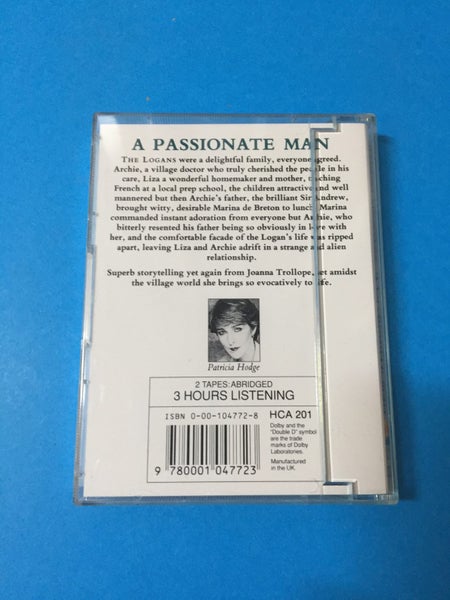 A PASSIONATE MAN
THE LOGANS were a delightful family, everyone agreed.
Archie, a village doctor who truly cherished the people in his
care, Liza a wonderful homemaker and mother, teaching
French at a local prep school, the children attractive and well
mannered but then Archie's father, the brilliant Sir Andrew,
brought witty, desirable Marina de Breton to lunch. Marina
commanded instant adoration from everyone but Archie, who
bitterly resented his father being so obviously in love with
her, and the comfortable facade of the Logan's life was ripped
apart, leaving Liza and Archie adrift in a strange and alien
relationship.
Superb storytelling yet again from Joanna Trollope, set amidst
the village world she brings so evocatively to life.
Patricia Hodge
2 TAPES:ABRIDGED
3 HOURS LISTENING
ISBN 0-00-104772-8
HCA 201
Dolby and the
"Double D" symbol
are the trade
marks of Dolby
Laboratories.
Manufactured
in the UK.
9 780001 047723